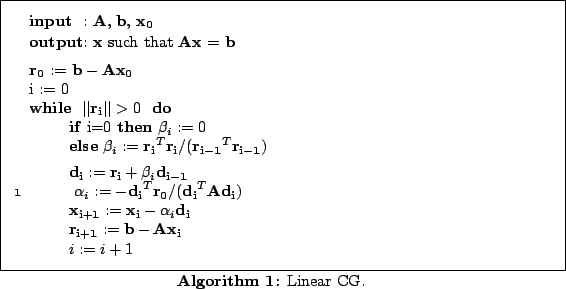 input : A, b, x₀
output: x such that Ax = b
r₀ := b − Ax₀
i := 0
while ||rᵢ|| > 0 do
if i=0 then βᵢ := 0
else βᵢ := rᵢᵀrᵢ/(rᵢ₋₁ᵀrᵢ₋₁)
dᵢ := rᵢ + βᵢdᵢ₋₁
1 αᵢ := −dᵢᵀr₀/(dᵢᵀAdᵢ)
xᵢ₊₁ := xᵢ − αᵢdᵢ
rᵢ₊₁ := b − Axᵢ
i := i + 1
Algorithm 1: Linear CG.